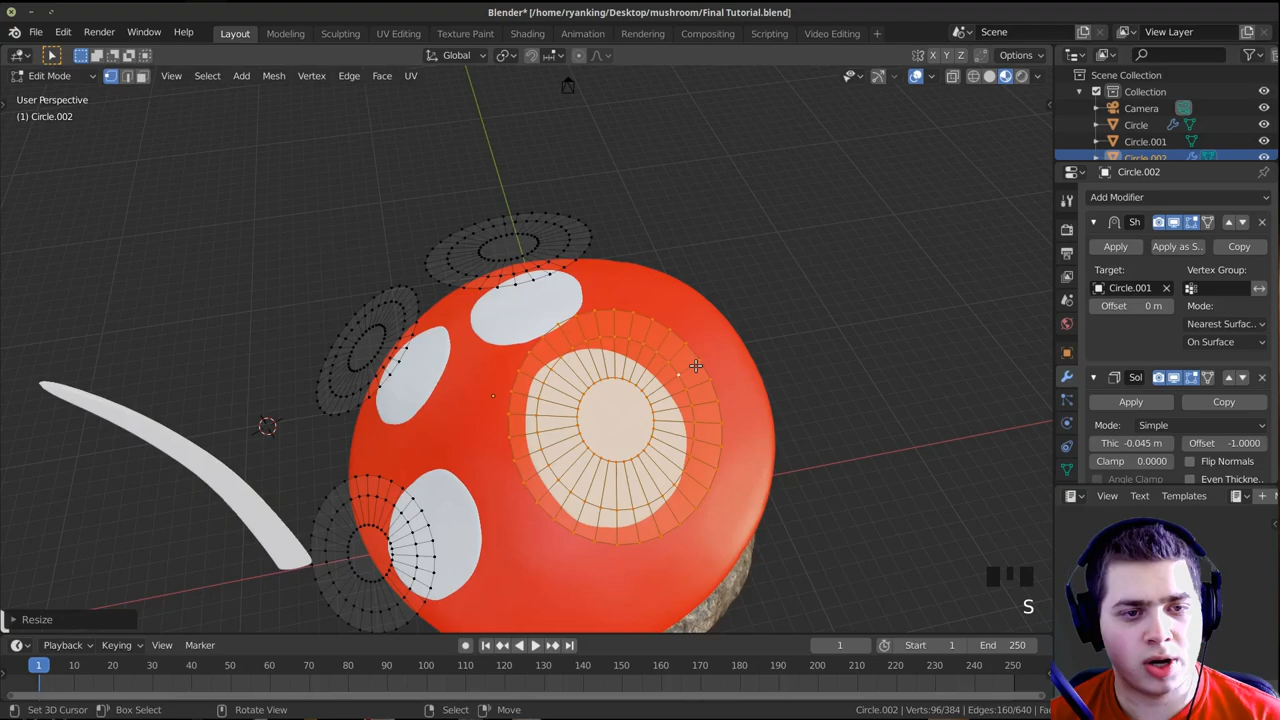 Blender* [/home/ryanking/Desktop/mushroom/Final Tutorial.blend]
File Edit Render Window Help Layout Modeling Sculpting UV Editing Texture Paint Shading Animation Rendering Compositing Scripting Video Editing Scene View Layer
Global X Y Z Options
Edit Mode View Select Add Mesh Vertex Edge Face UV
Scene Collection
Collection
Camera
Circle
Circle.001
Circle.002
User Perspective
(1) Circle.002
Circle.002
Add Modifier
Sh
Apply Apply as S.. Copy
Target: Vertex Group:
Circle.001
Offset 0 m Mode:
Nearest Surfac..
On Surface
Sol
Apply Copy
Mode: Simple
Thic -0.045 m Offset -1.0000
Clamp 0.0000 Flip Normals
Angle Clamp Even Thickne..
View Text Templates
S
Resize
Playback Keying View Marker 1 Start 1 End 250
1 10 20 30 40 50 60 70 80 90 100 110 120 130 140 150 160 170 180 190 200 210 220 230 240 250
Set 3D Cursor Box Select Rotate View Select Move Circle.002 | Verts:96/384 | Edges:160/640 | Fa